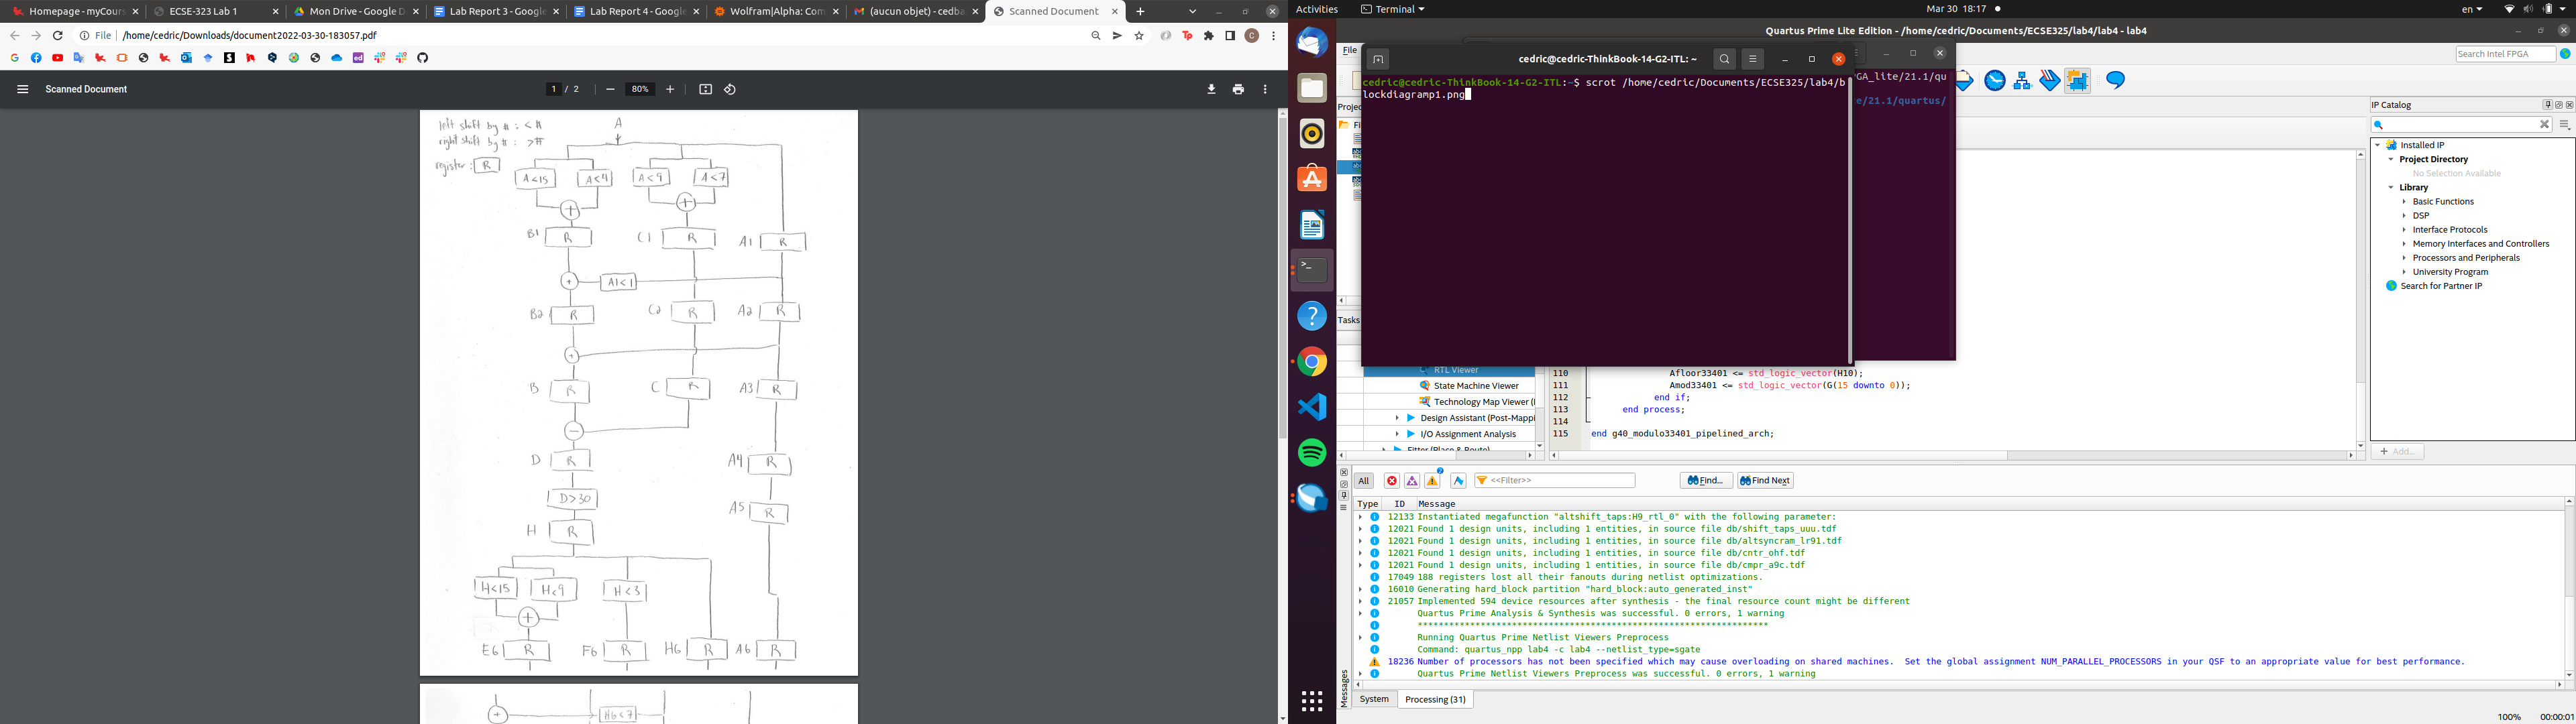 Homepage - myCours
ECSE-323 Lab 1
Mon Drive - Google D
Lab Report 3 - Google
Lab Report 4 - Google
Wolfram|Alpha: Com
(aucun objet) - cedba
Scanned Document
File
/home/cedric/Downloads/document2022-03-30-183057.pdf
Scanned Document
1 / 2
80%
left shift by # : < #
right shift by # : > #
register : R
A
A<15
A<4
A<9
A<7
B1 R
C1 R
A1 R
A1<1
B2 R
C2 R
A2 R
B R
C R
A3 R
D R
A4 R
D>30
A5 R
H R
H<15
H<9
H<3
E6 R
F6 R
H6 R
A6 R
H6<7
Activities
Terminal
Mar 30 18:17
en
Quartus Prime Lite Edition - /home/cedric/Documents/ECSE325/lab4/lab4 - lab4
File
Search Intel FPGA
cedric@cedric-ThinkBook-14-G2-ITL: ~
cedric@cedric-ThinkBook-14-G2-ITL:~$ scrot /home/cedric/Documents/ECSE325/lab4/b
lockdiagramp1.png
PGA_lite/21.1/qu
te/21.1/quartus/
Projec
Fi
Tasks
RTL Viewer
State Machine Viewer
Technology Map Viewer (
Design Assistant (Post-Mappi
I/O Assignment Analysis
Fitter (Place & Route)
110 Afloor33401 <= std_logic_vector(H10);
111 Amod33401 <= std_logic_vector(G(15 downto 0));
112 end if;
113 end process;
114
115 end g40_modulo33401_pipelined_arch;
IP Catalog
Installed IP
Project Directory
No Selection Available
Library
Basic Functions
DSP
Interface Protocols
Memory Interfaces and Controllers
Processors and Peripherals
University Program
Search for Partner IP
+ Add...
All
<<Filter>>
Find...
Find Next
Type ID Message
12133 Instantiated megafunction "altshift_taps:H9_rtl_0" with the following parameter:
12021 Found 1 design units, including 1 entities, in source file db/shift_taps_uuu.tdf
12021 Found 1 design units, including 1 entities, in source file db/altsyncram_lr91.tdf
12021 Found 1 design units, including 1 entities, in source file db/cntr_ohf.tdf
12021 Found 1 design units, including 1 entities, in source file db/cmpr_a9c.tdf
17049 188 registers lost all their fanouts during netlist optimizations.
16010 Generating hard_block partition "hard_block:auto_generated_inst"
21057 Implemented 594 device resources after synthesis - the final resource count might be different
Quartus Prime Analysis & Synthesis was successful. 0 errors, 1 warning
*******************************************************************
Running Quartus Prime Netlist Viewers Preprocess
Command: quartus_npp lab4 -c lab4 --netlist_type=sgate
18236 Number of processors has not been specified which may cause overloading on shared machines. Set the global assignment NUM_PARALLEL_PROCESSORS in your QSF to an appropriate value for best performance.
Quartus Prime Netlist Viewers Preprocess was successful. 0 errors, 1 warning
Messages
System
Processing (31)
100% 00:00:01